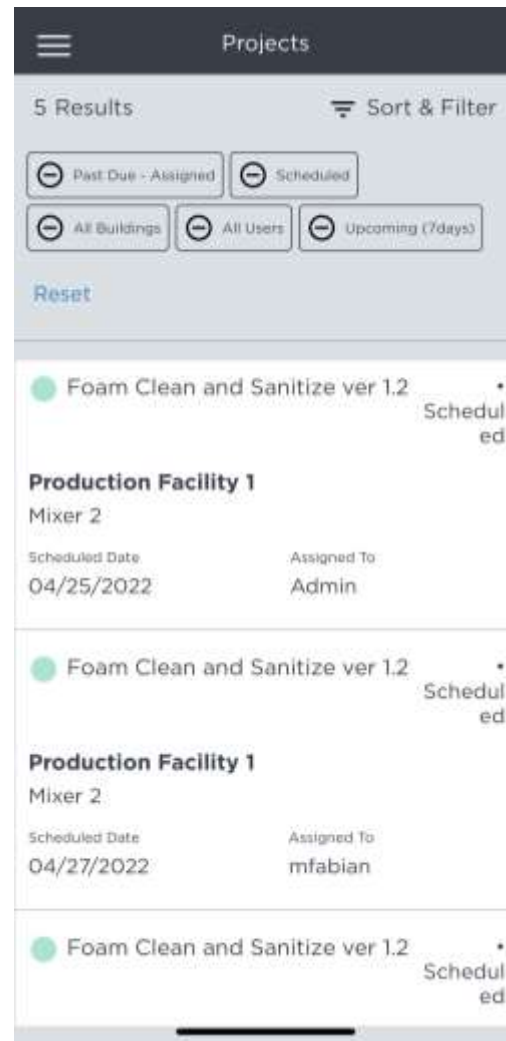 Projects
5 Results Sort & Filter
Past Due - Assigned Scheduled
All Buildings All Users Upcoming (7days)
Reset
Foam Clean and Sanitize ver 1.2 •
Schedul
ed
Production Facility 1
Mixer 2
Scheduled Date Assigned To
04/25/2022 Admin
Foam Clean and Sanitize ver 1.2 •
Schedul
ed
Production Facility 1
Mixer 2
Scheduled Date Assigned To
04/27/2022 mfabian
Foam Clean and Sanitize ver 1.2 •
Schedul
ed